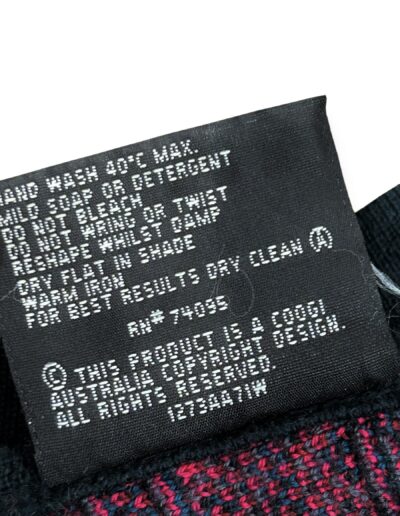 HAND WASH 40°C MAX.
MILD SOAP OR DETERGENT
DO NOT BLEACH
DO NOT WRING OR TWIST
RESHAPE WHILST DAMP
DRY FLAT IN SHADE
WARM IRON
FOR BEST RESULTS DRY CLEAN Ⓐ
RN# 74095
© THIS PRODUCT IS A COOGI
AUSTRALIA COPYRIGHT DESIGN.
ALL RIGHTS RESERVED.
1273AA71W